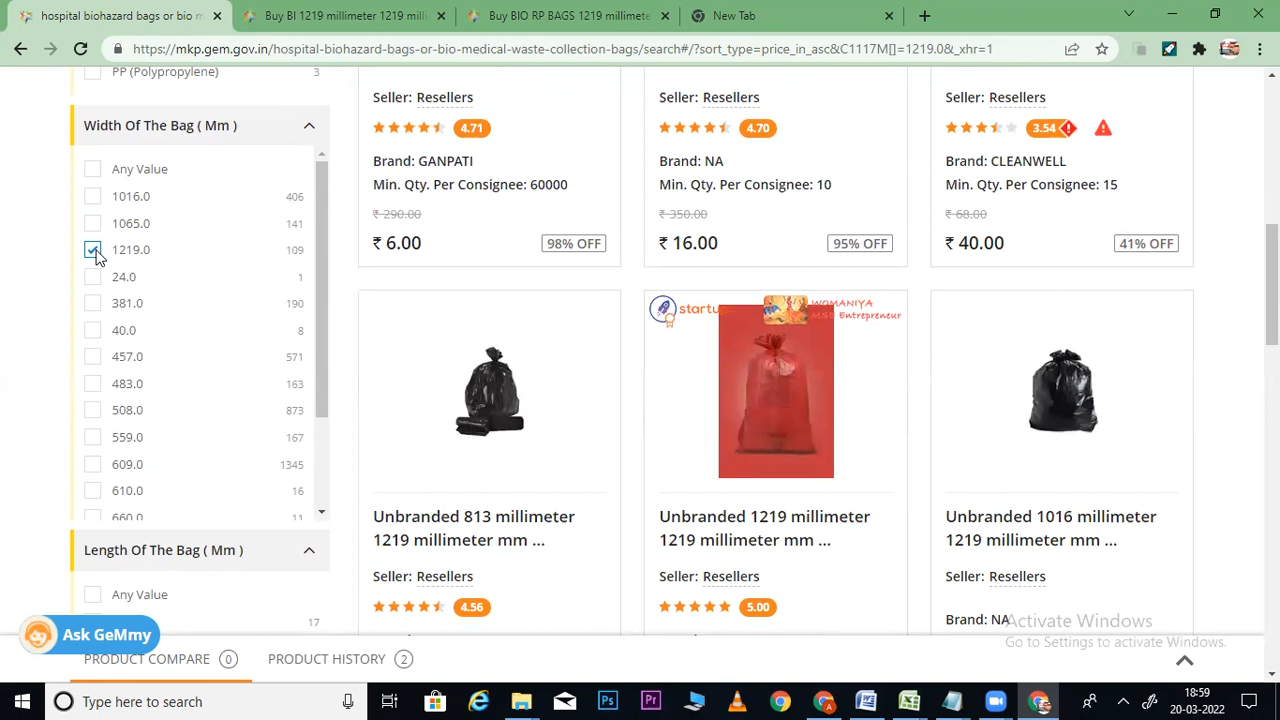 hospital biohazard bags or bio m
Buy BI 1219 millimeter 1219 milli
Buy BIO RP BAGS 1219 millimete
New Tab
https://mkp.gem.gov.in/hospital-biohazard-bags-or-bio-medical-waste-collection-bags/search#/?sort_type=price_in_asc&C1117M[]=1219.0&_xhr=1
PP (Polypropylene) 3
Width Of The Bag ( Mm )
Any Value
1016.0 406
1065.0 141
1219.0 109
24.0 1
381.0 190
40.0 8
457.0 571
483.0 163
508.0 873
559.0 167
609.0 1345
610.0 16
660.0 11
Length Of The Bag ( Mm )
Any Value
17
Seller: Resellers
4.71
Brand: GANPATI
Min. Qty. Per Consignee: 60000
₹ 290.00
₹ 6.00 98% OFF
Seller: Resellers
4.70
Brand: NA
Min. Qty. Per Consignee: 10
₹ 350.00
₹ 16.00 95% OFF
Seller: Resellers
3.54
Brand: CLEANWELL
Min. Qty. Per Consignee: 15
₹ 68.00
₹ 40.00 41% OFF
Unbranded 813 millimeter
1219 millimeter mm ...
Seller: Resellers
4.56
startup
WOMANIYA
M.S.E Entrepreneur
Unbranded 1219 millimeter
1219 millimeter mm ...
Seller: Resellers
5.00
Unbranded 1016 millimeter
1219 millimeter mm ...
Seller: Resellers
Brand: NA
Activate Windows
Go to Settings to activate Windows.
Ask GeMmy
PRODUCT COMPARE 0
PRODUCT HISTORY 2
Type here to search
18:59
20-03-2022